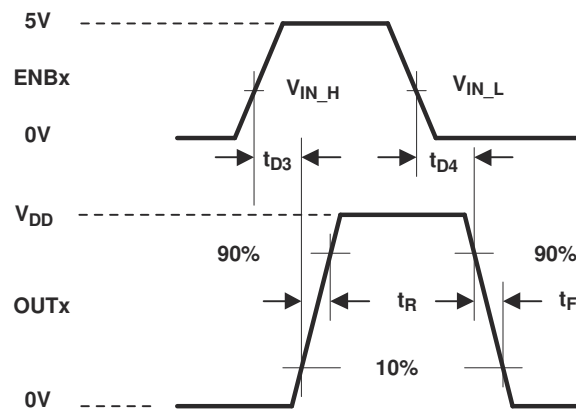 5V
ENBx
V_IN_H
V_IN_L
0V
t_D3
t_D4
V_DD
90%
90%
OUTx
t_R
t_F
10%
0V